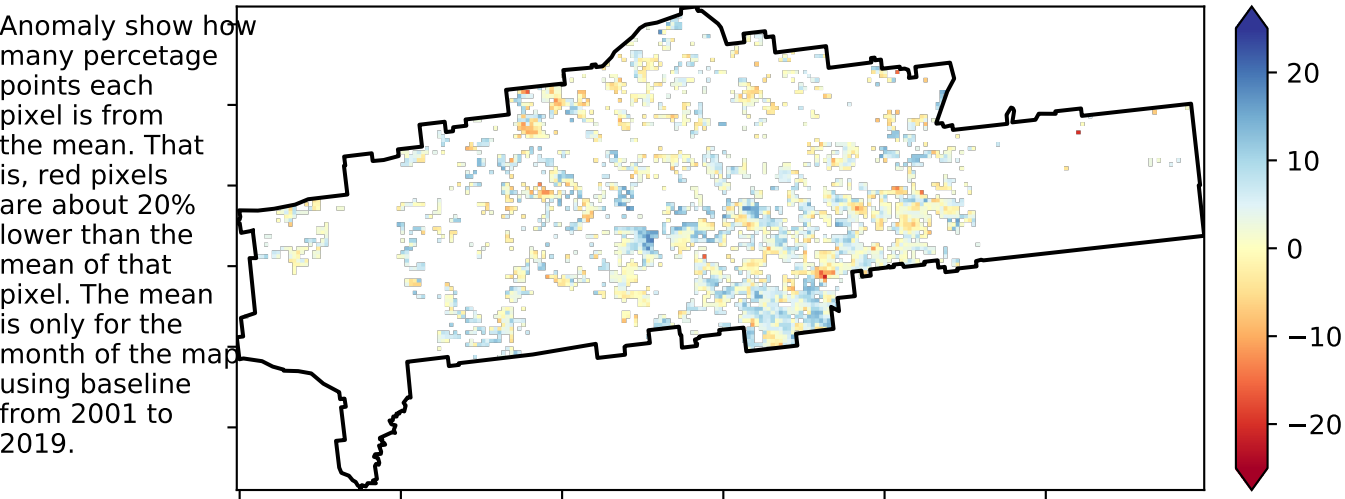 Anomaly show how
many percetage
points each
pixel is from
the mean. That
is, red pixels
are about 20%
lower than the
mean of that
pixel. The mean
is only for the
month of the map
using baseline
from 2001 to
2019.
20
10
0
−10
−20